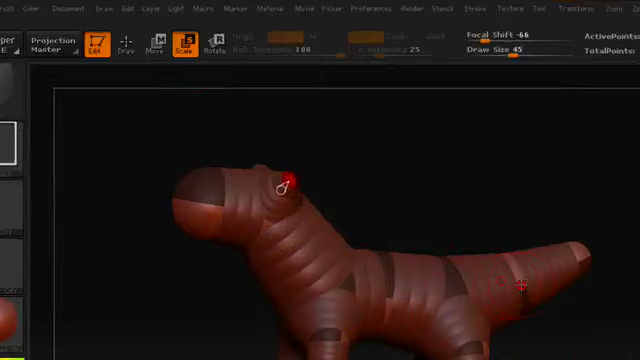 Color Document Draw Edit Layer Light Macro Marker Material Movie Picker Preferences Render Stencil Stroke Texture Tool Transform Zoom
Projection
Master
Edit
Draw
Move
Scale
Rotate
Rgb Intensity 100
Z Intensity 25
Focal Shift -66
Draw Size 45
ActivePoints:
TotalPoints: